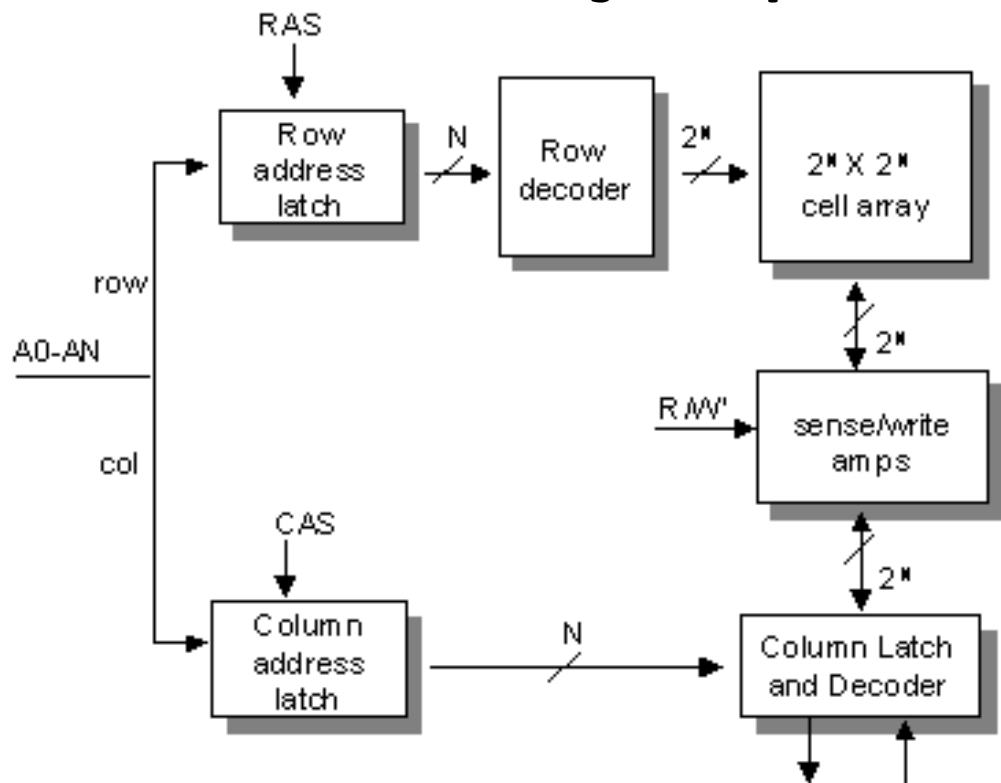 RAS
Row
address
latch
N
Row
decoder
2ᴺ
2ᴺ X 2ᴺ
cell array
row
A0-AN
2ᴺ
R/W'
sense/write
amps
col
CAS
2ᴺ
Column
address
latch
N
Column Latch
and Decoder